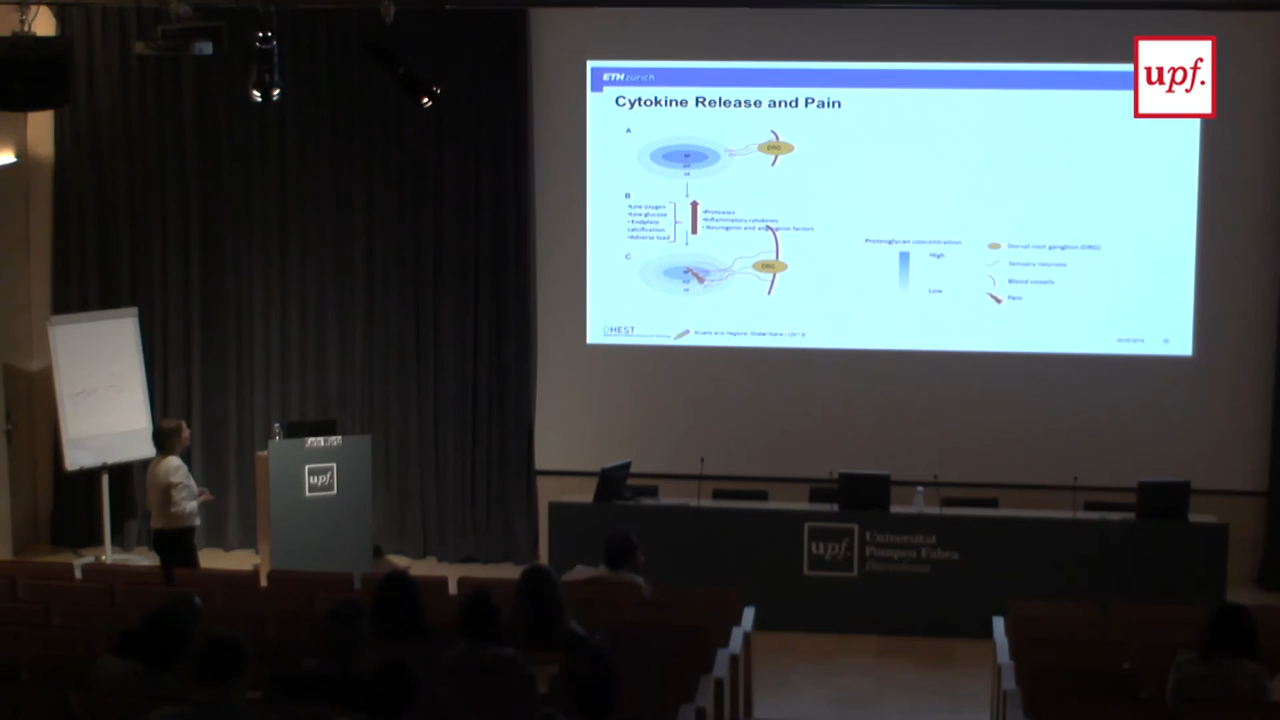 ETH zürich
upf.
Cytokine Release and Pain
A
DRG
B
•Low oxygen
•Low glucose
• Endplate
calcification
•Adverse load
•Proteases
•Inflammatory cytokines
• Neurogenic and angiogenic factors
C
DRG
Proteoglycan concentration
High
Low
Dorsal root ganglion (DRG)
Sensory neurons
Blood vessels
Pain
DHEST
upf.
upf.
Universitat
Pompeu Fabra
Barcelona